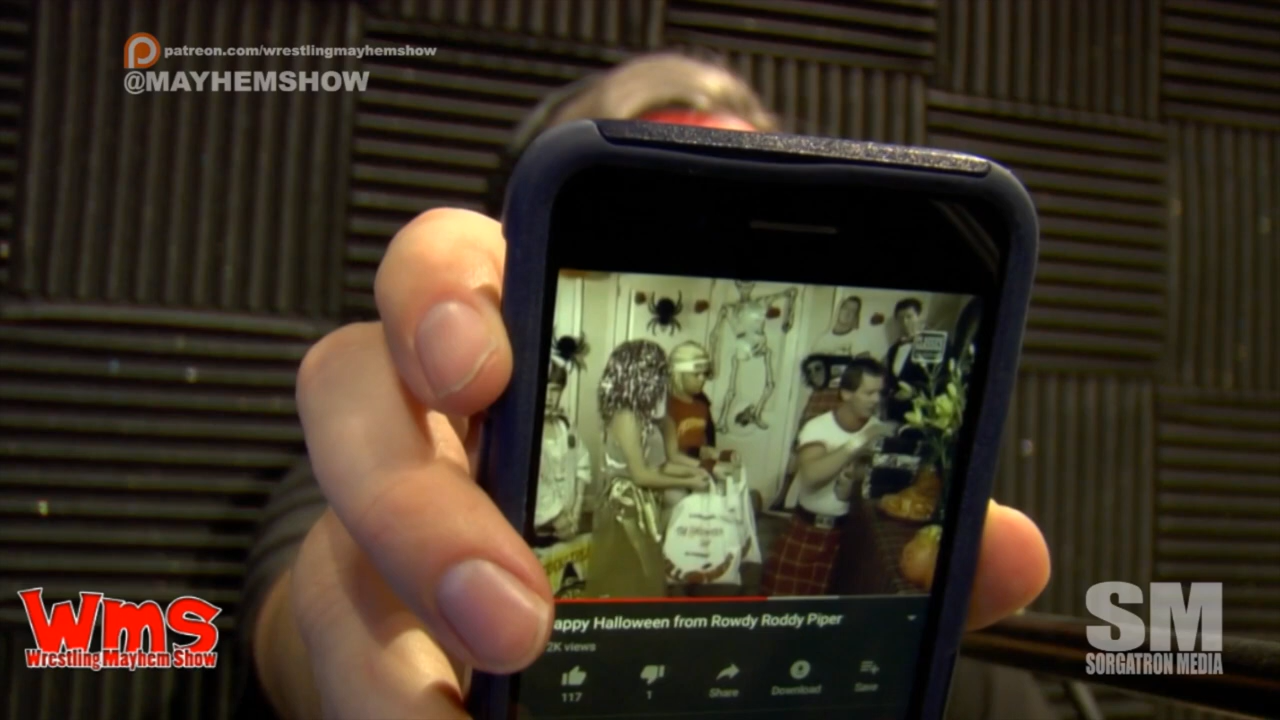 patreon.com/wrestlingmayhemshow
@MAYHEMSHOW
appy Halloween from Rowdy Roddy Piper
2K views
117
1
Share
Download
Save
Wms
Wrestling Mayhem Show
SM
SORGATRON MEDIA